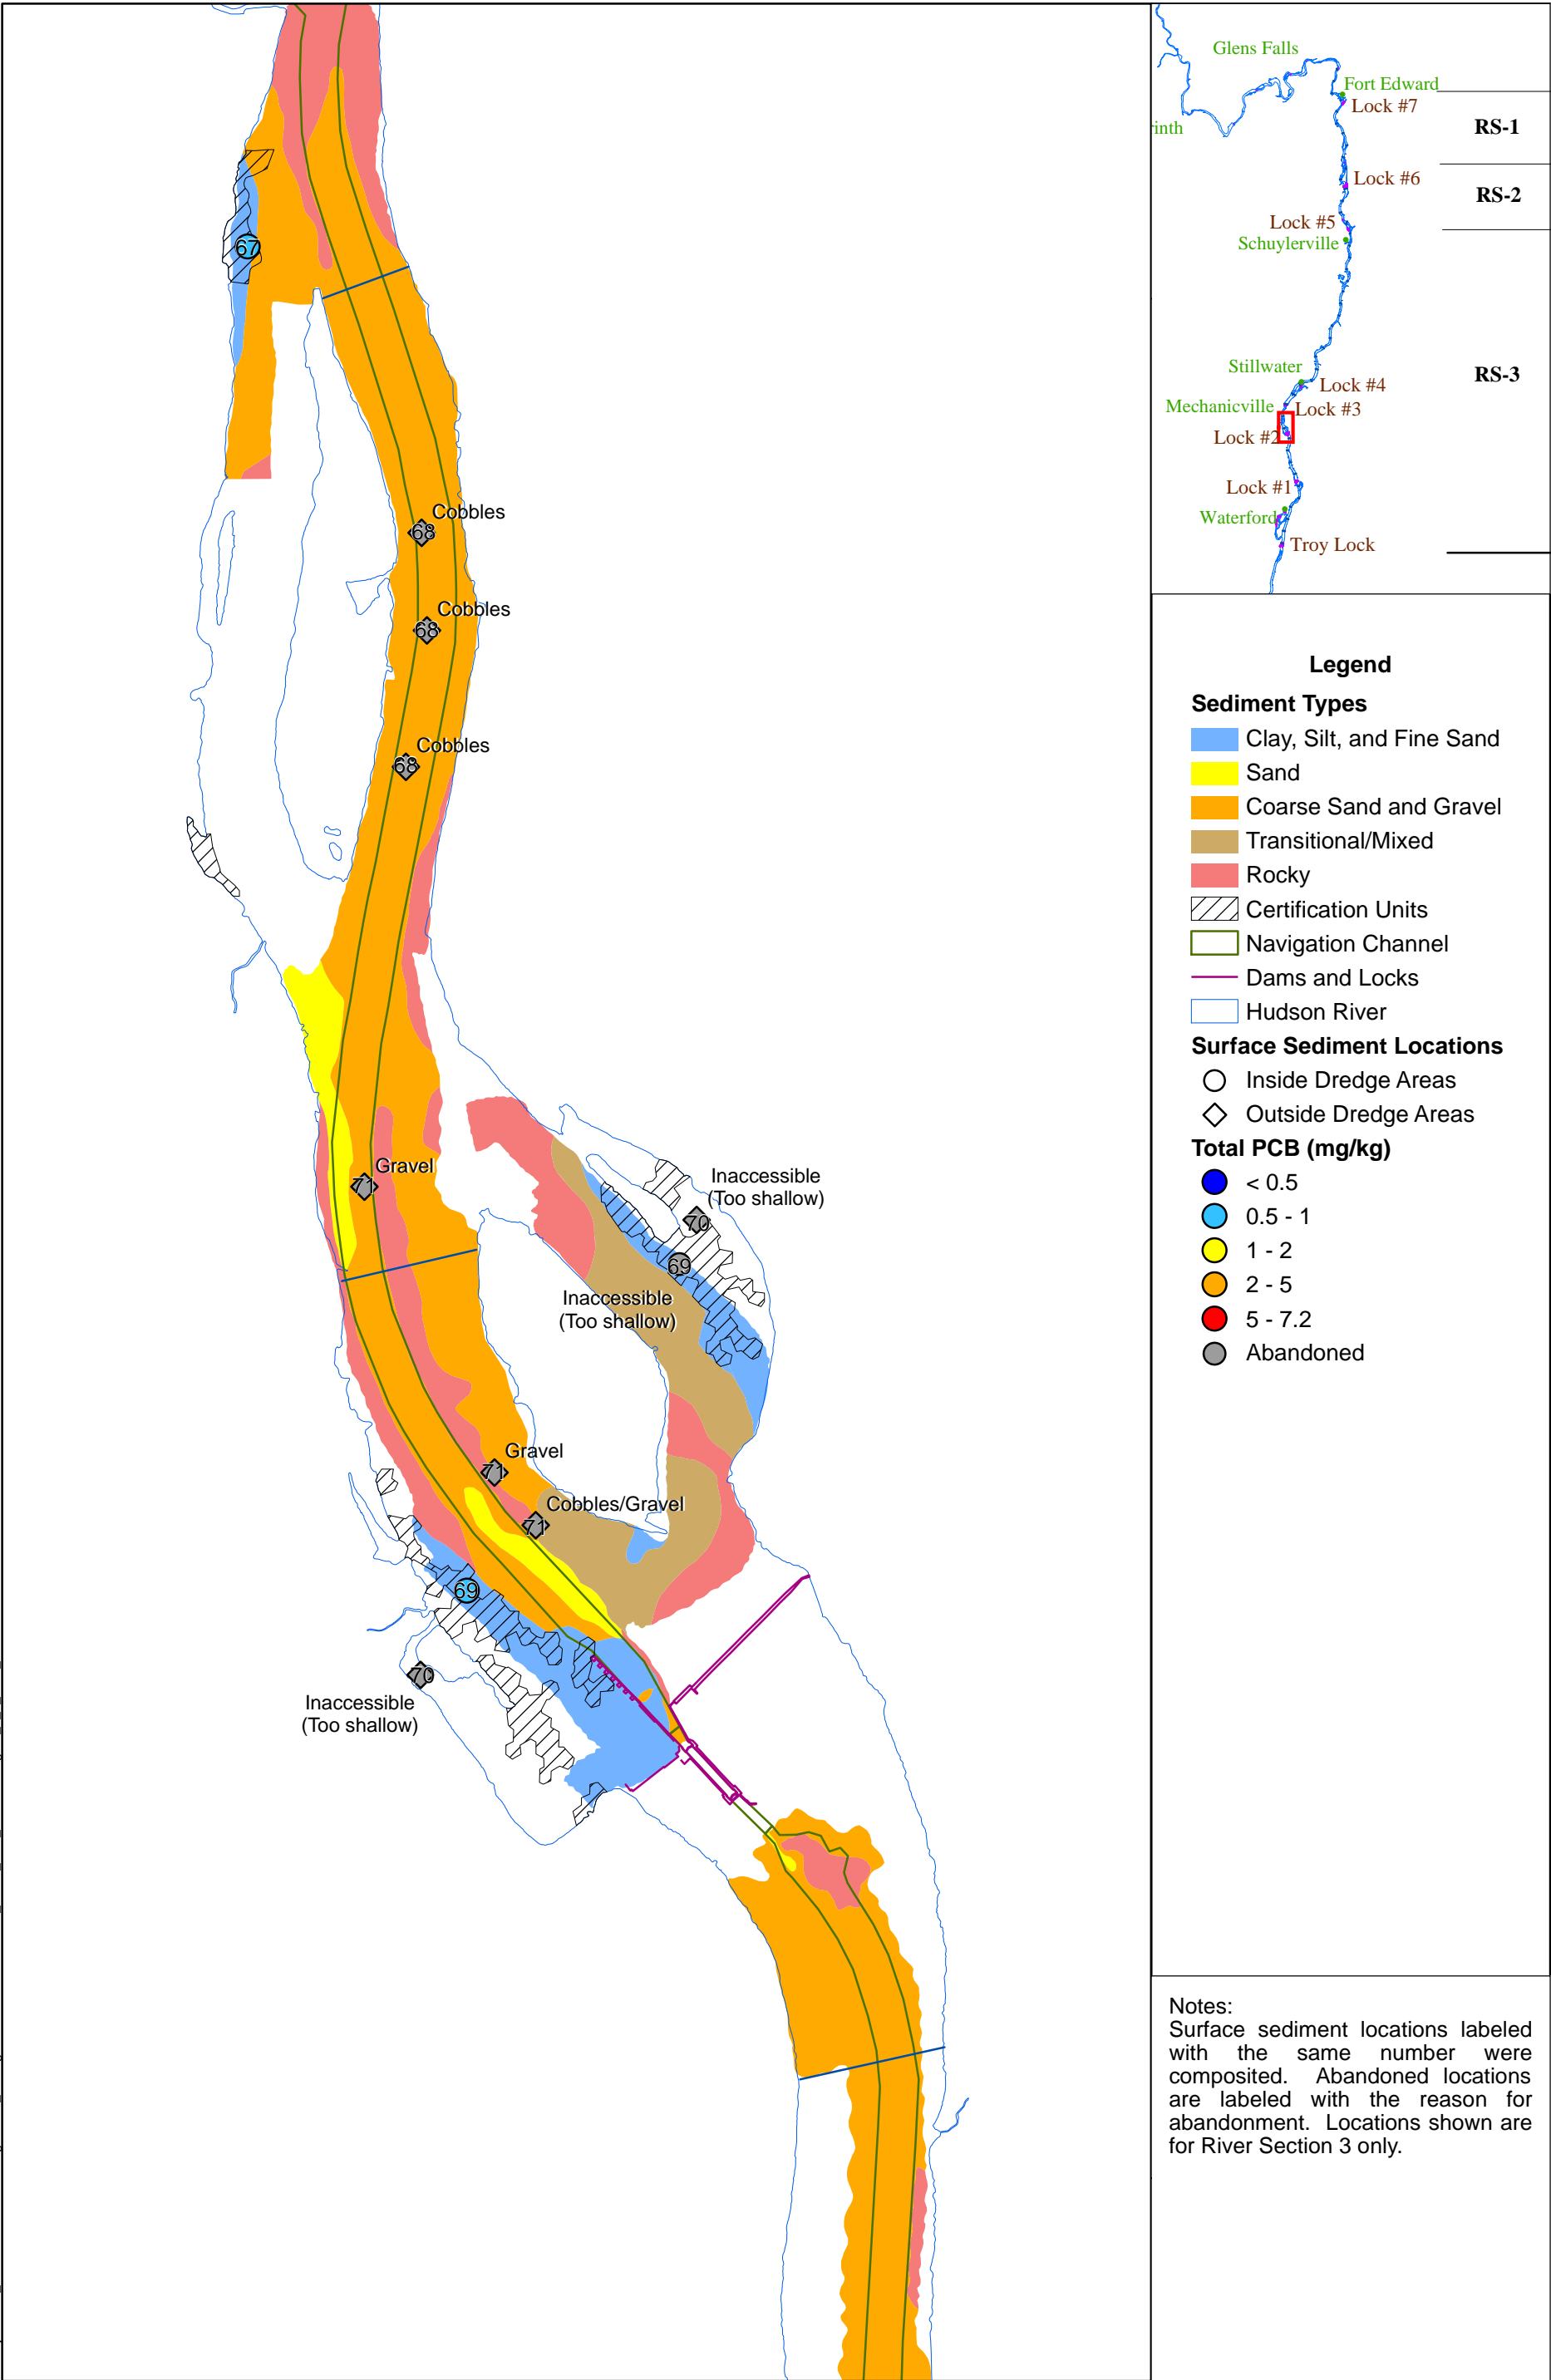 Glens Falls
Fort Edward
Lock #7
inth
RS-1
Lock #6
RS-2
Lock #5
Schuylerville
Stillwater
Lock #4
RS-3
Mechanicville
Lock #3
Lock #2
Lock #1
Waterford
Troy Lock
67
Cobbles
68
Cobbles
68
Cobbles
68
Gravel
71
Inaccessible
(Too shallow)
70
69
Inaccessible
(Too shallow)
Gravel
71
Cobbles/Gravel
71
69
70
Inaccessible
(Too shallow)
Legend
Sediment Types
Clay, Silt, and Fine Sand
Sand
Coarse Sand and Gravel
Transitional/Mixed
Rocky
Certification Units
Navigation Channel
Dams and Locks
Hudson River
Surface Sediment Locations
Inside Dredge Areas
Outside Dredge Areas
Total PCB (mg/kg)
< 0.5
0.5 - 1
1 - 2
2 - 5
5 - 7.2
Abandoned
Notes:
Surface sediment locations labeled
with the same number were
composited. Abandoned locations
are labeled with the reason for
abandonment. Locations shown are
for River Section 3 only.